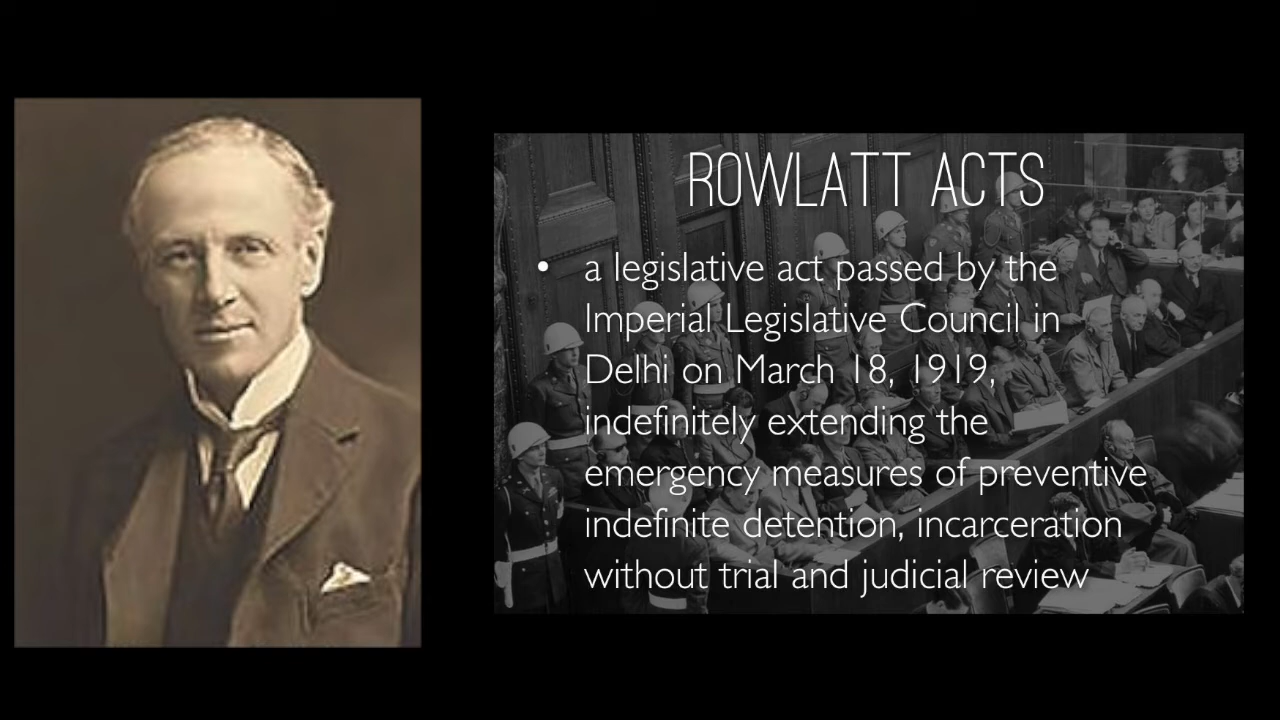 ROWLATT ACTS
• a legislative act passed by the
Imperial Legislative Council in
Delhi on March 18, 1919,
indefinitely extending the
emergency measures of preventive
indefinite detention, incarceration
without trial and judicial review